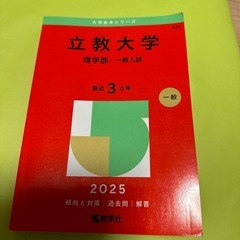 大学赤本シリーズ
立教大学
理学部－一般入試
最近3カ年
一般
2025
傾向と対策｜過去問｜解答
教学社